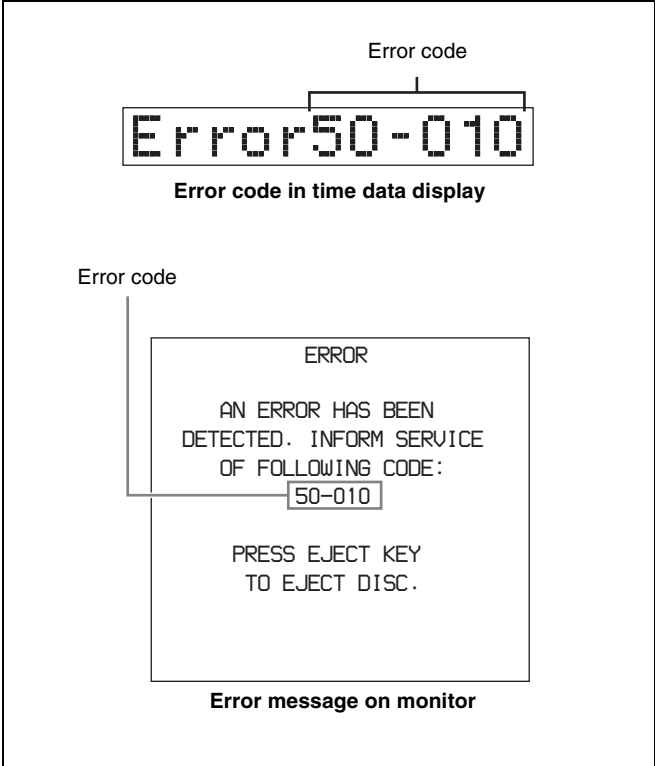 Error code
Error50-010
Error code in time data display
Error code
ERROR
AN ERROR HAS BEEN
DETECTED. INFORM SERVICE
OF FOLLOWING CODE:
50-010
PRESS EJECT KEY
TO EJECT DISC.
Error message on monitor